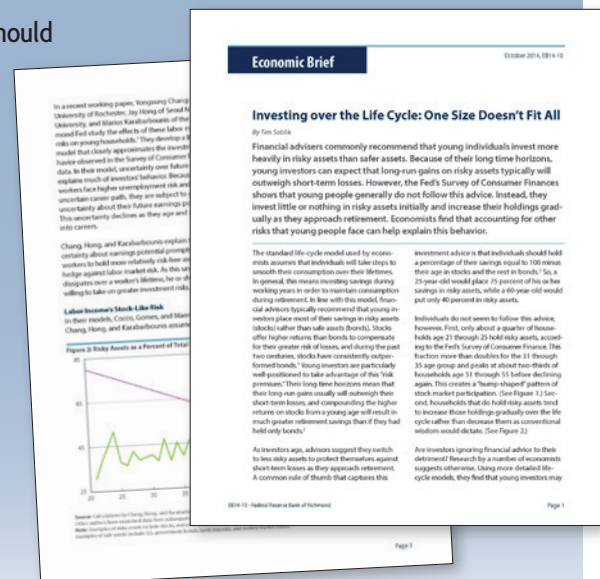 hould
Economic Brief
October 2014, EB14-10
Investing over the Life Cycle: One Size Doesn't Fit All
By Tim Sablik
Financial advisers commonly recommend that young individuals invest more
heavily in risky assets than safer assets. Because of their long time horizons,
young investors can expect that long-run gains on risky assets typically will
outweigh short-term losses. However, the Fed's Survey of Consumer Finances
shows that young people generally do not follow this advice. Instead, they
invest little or nothing in risky assets initially and increase their holdings grad-
ually as they approach retirement. Economists find that accounting for other
risks that young people face can help explain this behavior.
The standard life-cycle model used by econo-
mists assumes that individuals will take steps to
smooth their consumption over their lifetimes.
In general, this means investing savings during
working years in order to maintain consumption
during retirement. In line with this model, finan-
cial advisors typically recommend that young in-
vestors place most of their savings in risky assets
(stocks) rather than safe assets (bonds). Stocks
offer higher returns than bonds to compensate
for their greater risk of losses, and during the past
two centuries, stocks have consistently outper-
formed bonds.¹ Young investors are particularly
well-positioned to take advantage of this "risk
premium." Their long time horizons mean that
their long-run gains usually will outweigh their
short-term losses, and compounding the higher
returns on stocks from a young age will result in
much greater retirement savings than if they had
held only bonds.²
As investors age, advisors suggest they switch
to less risky assets to protect themselves against
short-term losses as they approach retirement.
A common rule of thumb that captures this
investment advice is that individuals should hold
a percentage of their savings equal to 100 minus
their age in stocks and the rest in bonds.³ So, a
25-year-old would place 75 percent of his or her
savings in risky assets, while a 60-year-old would
put only 40 percent in risky assets.
Individuals do not seem to follow this advice,
however. First, only about a quarter of house-
holds age 21 through 25 hold risky assets, accord-
ing to the Fed's Survey of Consumer Finances. This
fraction more than doubles for the 31 through
35 age group and peaks at about two-thirds of
households age 51 through 55 before declining
again. This creates a "hump-shaped" pattern of
stock market participation. (See Figure 1.) Sec-
ond, households that do hold risky assets tend
to increase those holdings gradually over the life
cycle rather than decrease them as conventional
wisdom would dictate. (See Figure 2.)
Are investors ignoring financial advice to their
detriment? Research by a number of economists
suggests otherwise. Using more detailed life-
cycle models, they find that young investors may
EB14-10 - Federal Reserve Bank of Richmond
Page 1
In a recent working paper, Yongsung Chang
University of Rochester, Jay Hong of Seoul N
University, and Marios Karabarbounis of the
mond Fed study the effects of these labor
risks on young households. They develop a
model that closely approximates the invest
havior observed in the Survey of Consumer
data. In their model, uncertainty over future
explains much of investors' behavior. Becau
workers face higher unemployment risk and
uncertain career path, they are subject to
uncertainty about their future earnings po
This uncertainty declines as they age and
into careers.
Chang, Hong, and Karabarbounis explain
certainty about earnings potential promp
workers to hold more relatively risk-free as
hedge against labor market risk. As this un
dissipates over a worker's lifetime, he or sh
willing to take on greater investment risks.
Labor Income's Stock-Like Risk
In their models, Cocco, Gomes, and Maen
Chang, Hong, and Karabarbounis assume
Figure 3: Risky Assets as a Percent of Total
85
65
45
25
20
25
30
35
Page 3